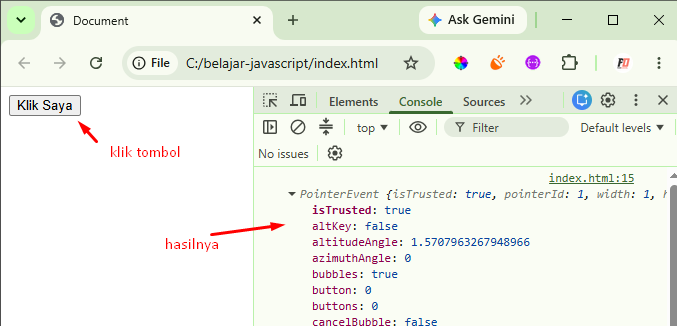 Document
Ask Gemini
File C:/belajar-javascript/index.html
Klik Saya
klik tombol
hasilnya
Elements Console Sources
top Filter Default levels
No issues
index.html:15
PointerEvent {isTrusted: true, pointerId: 1, width: 1, h
isTrusted: true
altKey: false
altitudeAngle: 1.5707963267948966
azimuthAngle: 0
bubbles: true
button: 0
buttons: 0
cancelBubble: false